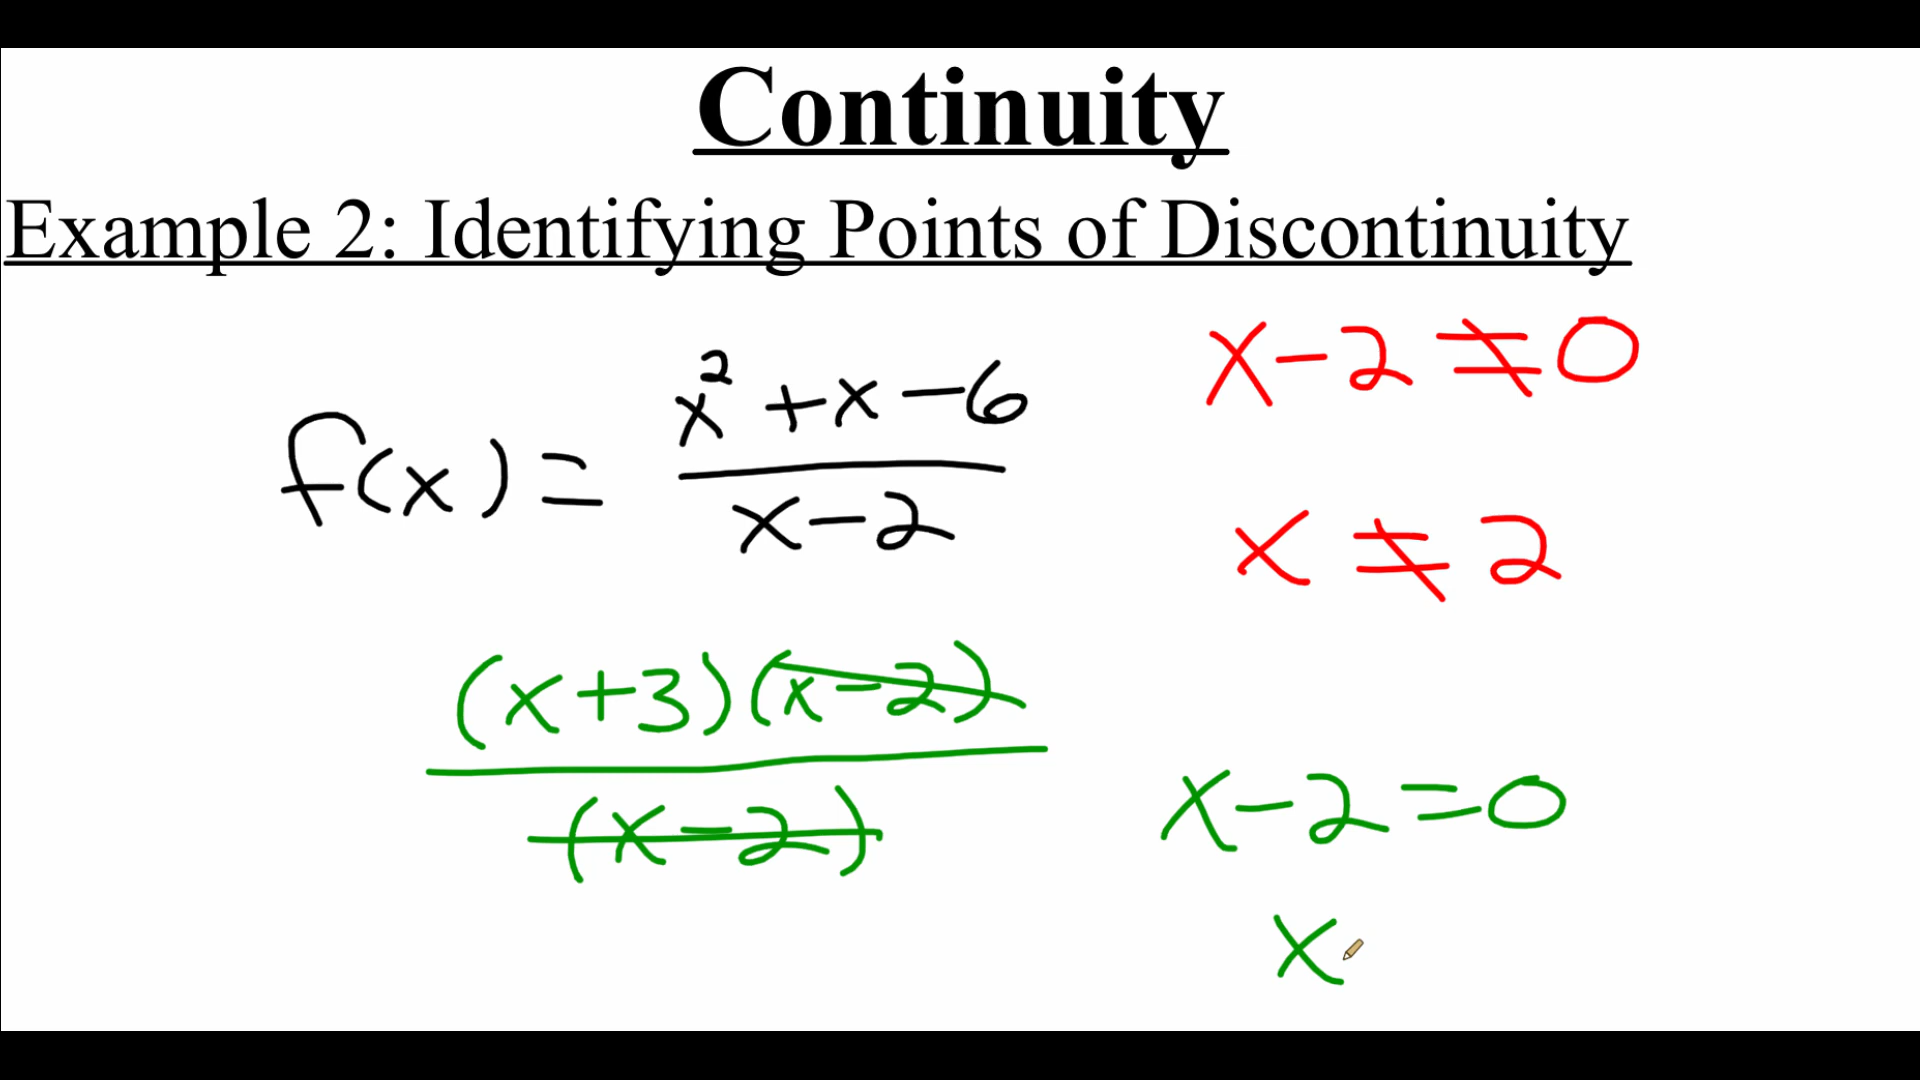 Continuity
Example 2: Identifying Points of Discontinuity
f(x) = x² + x − 6 / x − 2
x − 2 ≠ 0
x ≠ 2
(x + 3)(x − 2) / (x − 2)
x − 2 = 0
x